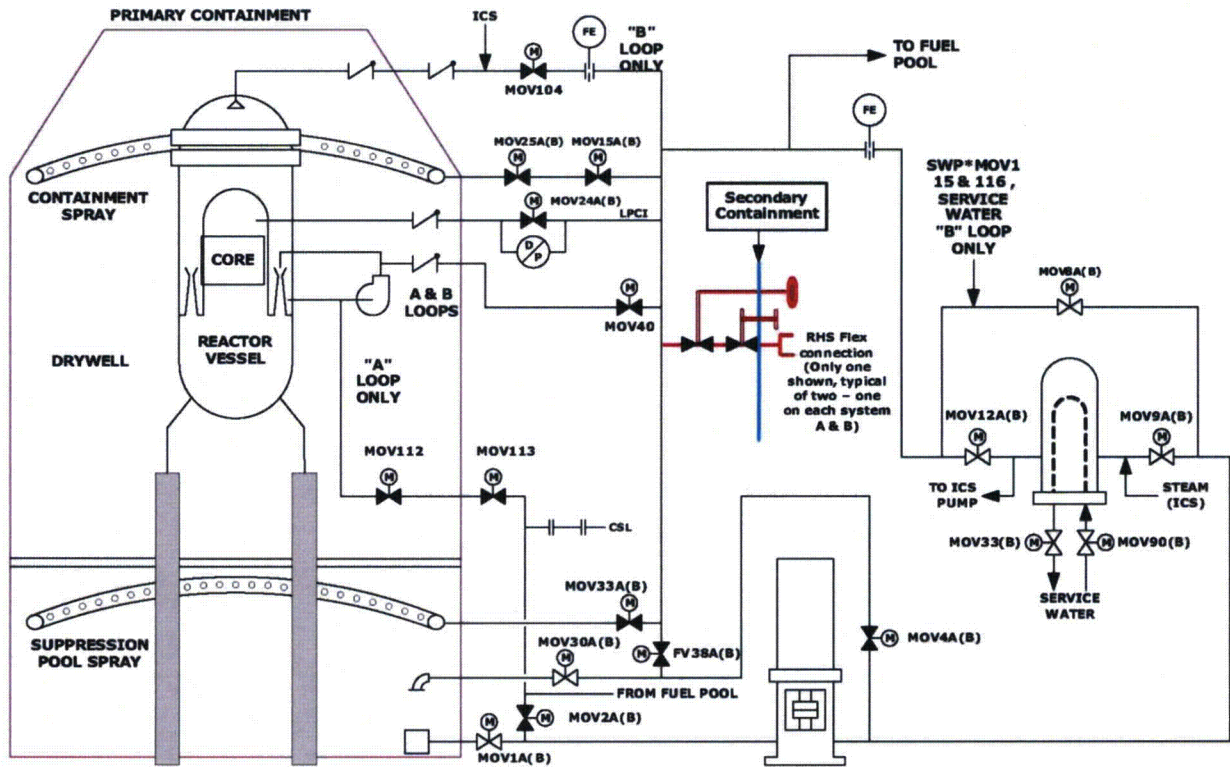 PRIMARY CONTAINMENT
ICS
FE
"B"
LOOP
ONLY
M
MOV104
TO FUEL
POOL
FE
MOV25A(B)
MOV15A(B)
M
M
CONTAINMENT
SPRAY
M
MOV24A(B)
LPCI
D/P
CORE
A & B
LOOPS
M
MOV40
REACTOR
VESSEL
DRYWELL
"A"
LOOP
ONLY
Secondary
Containment
RHS Flex
connection
(Only one
shown, typical
of two – one
on each system
A & B)
SWP*MOV1
15 & 116 ,
SERVICE
WATER
"B" LOOP
ONLY
MOV8A(B)
M
MOV12A(B)
M
MOV9A(B)
M
TO ICS
PUMP
STEAM
(ICS)
MOV33(B)
M
M
MOV90(B)
SERVICE
WATER
MOV112
M
MOV113
M
CSL
MOV33A(B)
M
SUPPRESSION
POOL SPRAY
MOV30A(B)
M
M
FV38A(B)
M
MOV4A(B)
FROM FUEL POOL
M
MOV2A(B)
M
MOV1A(B)